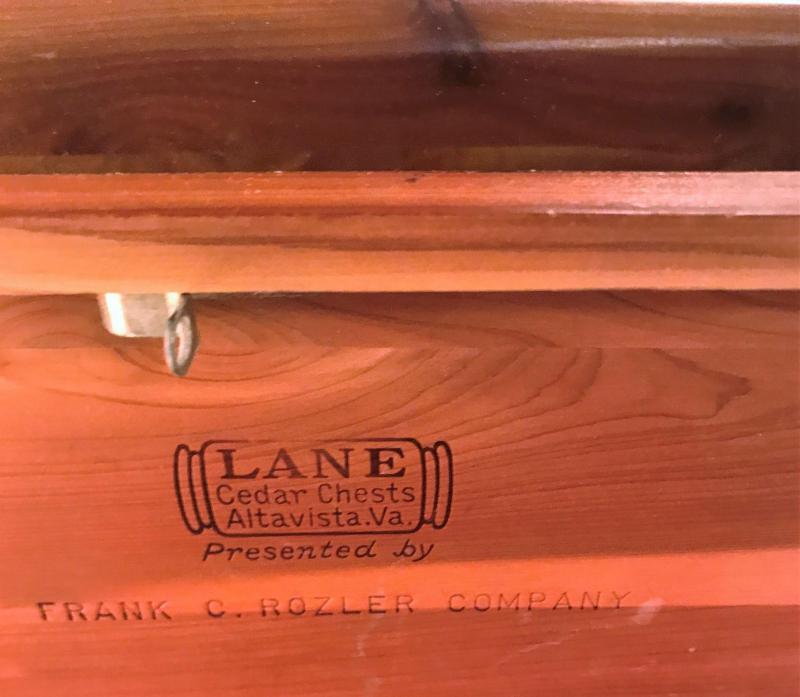 LANE
Cedar Chests
Altavista.Va.
Presented by
FRANK C. ROZLER COMPANY